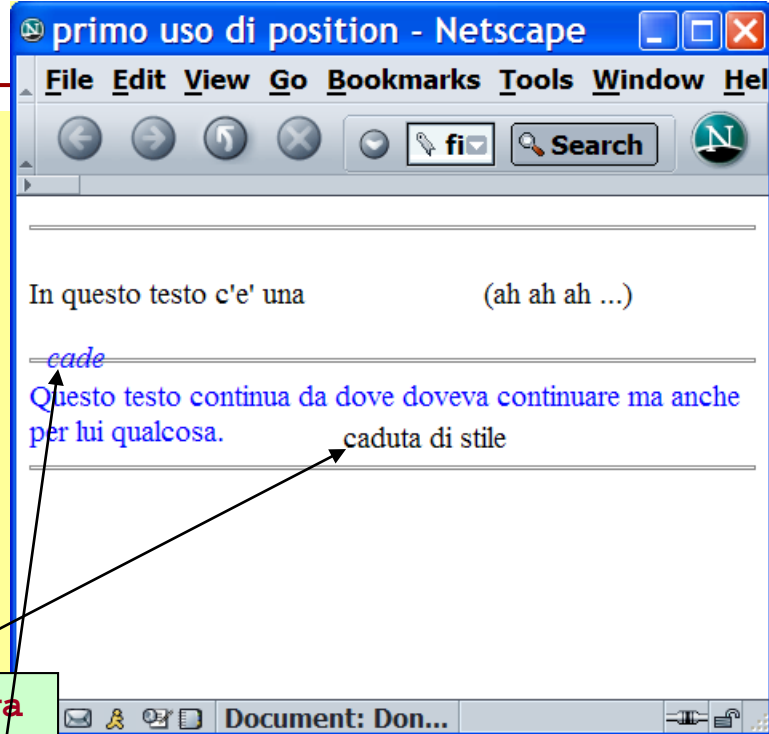 primo uso di position - Netscape
File Edit View Go Bookmarks Tools Window Hel
fi Search N
In questo testo c'e' una (ah ah ah ...)
cade
Questo testo continua da dove doveva continuare ma anche
per lui qualcosa. caduta di stile
Document: Don...